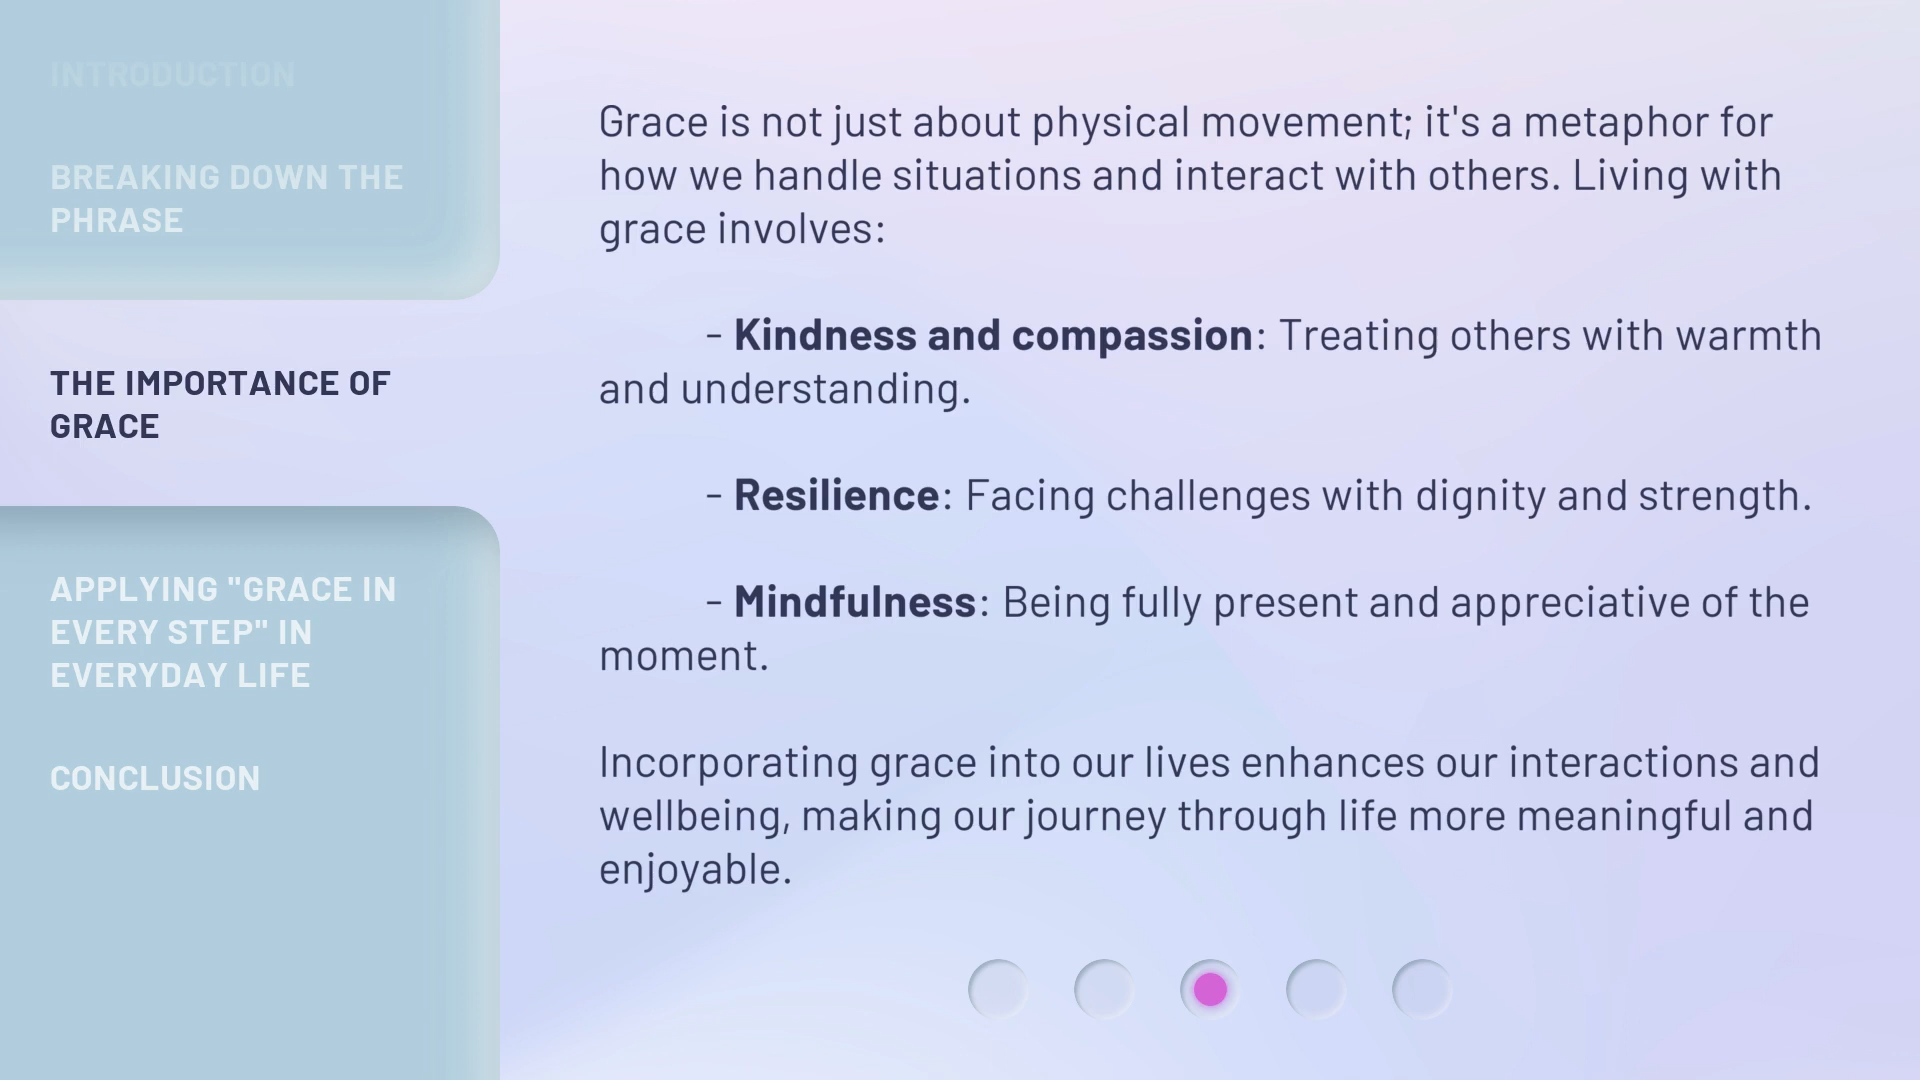 INTRODUCTION
BREAKING DOWN THE
PHRASE
THE IMPORTANCE OF
GRACE
APPLYING "GRACE IN
EVERY STEP" IN
EVERYDAY LIFE
CONCLUSION
Grace is not just about physical movement; it's a metaphor for
how we handle situations and interact with others. Living with
grace involves:
- Kindness and compassion: Treating others with warmth
and understanding.
- Resilience: Facing challenges with dignity and strength.
- Mindfulness: Being fully present and appreciative of the
moment.
Incorporating grace into our lives enhances our interactions and
wellbeing, making our journey through life more meaningful and
enjoyable.